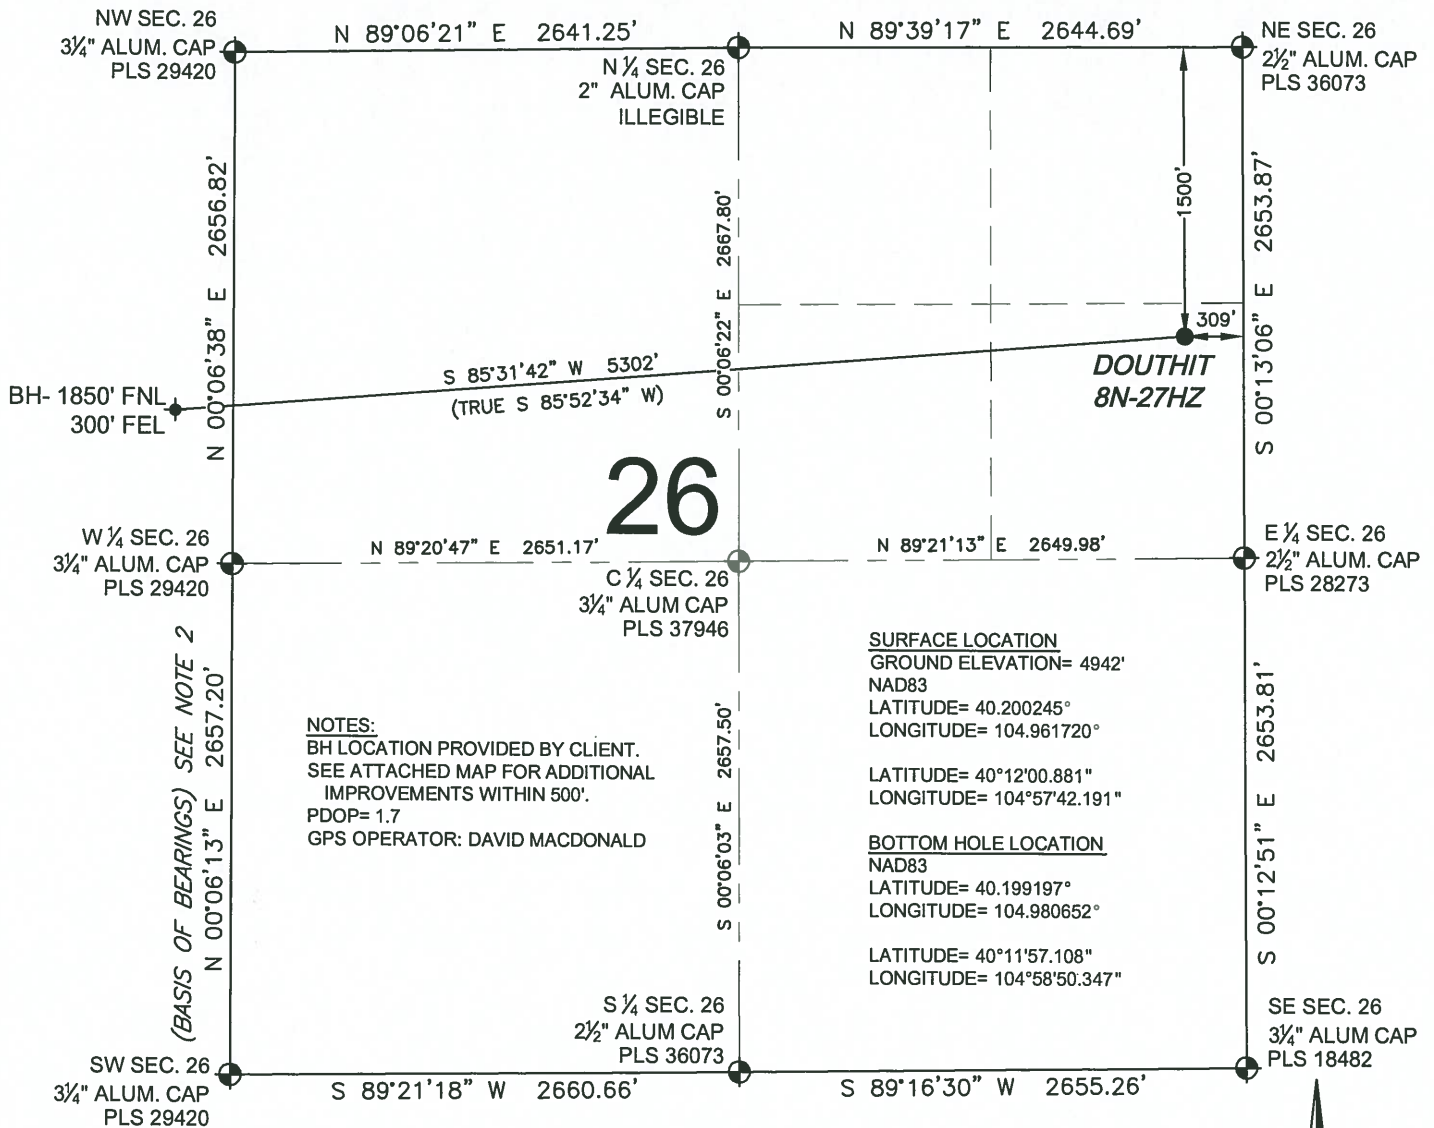 NW SEC. 26
3¼" ALUM. CAP
PLS 29420
N 89°06'21" E 2641.25'
N ¼ SEC. 26
2" ALUM. CAP
ILLEGIBLE
N 89°39'17" E 2644.69'
NE SEC. 26
2½" ALUM. CAP
PLS 36073
N 00°06'38" E 2656.82'
S 00°06'22" E 2667.80'
1500'
309'
S 00°13'06" E 2653.87'
DOUTHIT
8N-27HZ
S 85°31'42" W 5302'
(TRUE S 85°52'34" W)
BH- 1850' FNL
300' FEL
26
W ¼ SEC. 26
3¼" ALUM. CAP
PLS 29420
N 89°20'47" E 2651.17'
C ¼ SEC. 26
3¼" ALUM CAP
PLS 37946
N 89°21'13" E 2649.98'
E ¼ SEC. 26
2½" ALUM. CAP
PLS 28273
(BASIS OF BEARINGS) SEE NOTE 2
N 00°06'13" E 2657.20'
NOTES:
BH LOCATION PROVIDED BY CLIENT.
SEE ATTACHED MAP FOR ADDITIONAL
IMPROVEMENTS WITHIN 500'.
PDOP= 1.7
GPS OPERATOR: DAVID MACDONALD
S 00°06'03" E 2657.50'
SURFACE LOCATION
GROUND ELEVATION= 4942'
NAD83
LATITUDE= 40.200245°
LONGITUDE= 104.961720°
LATITUDE= 40°12'00.881"
LONGITUDE= 104°57'42.191"
BOTTOM HOLE LOCATION
NAD83
LATITUDE= 40.199197°
LONGITUDE= 104.980652°
LATITUDE= 40°11'57.108"
LONGITUDE= 104°58'50.347"
S 00°12'51" E 2653.81'
SW SEC. 26
3¼" ALUM. CAP
PLS 29420
S 89°21'18" W 2660.66'
S ¼ SEC. 26
2½" ALUM CAP
PLS 36073
S 89°16'30" W 2655.26'
SE SEC. 26
3¼" ALUM CAP
PLS 18482